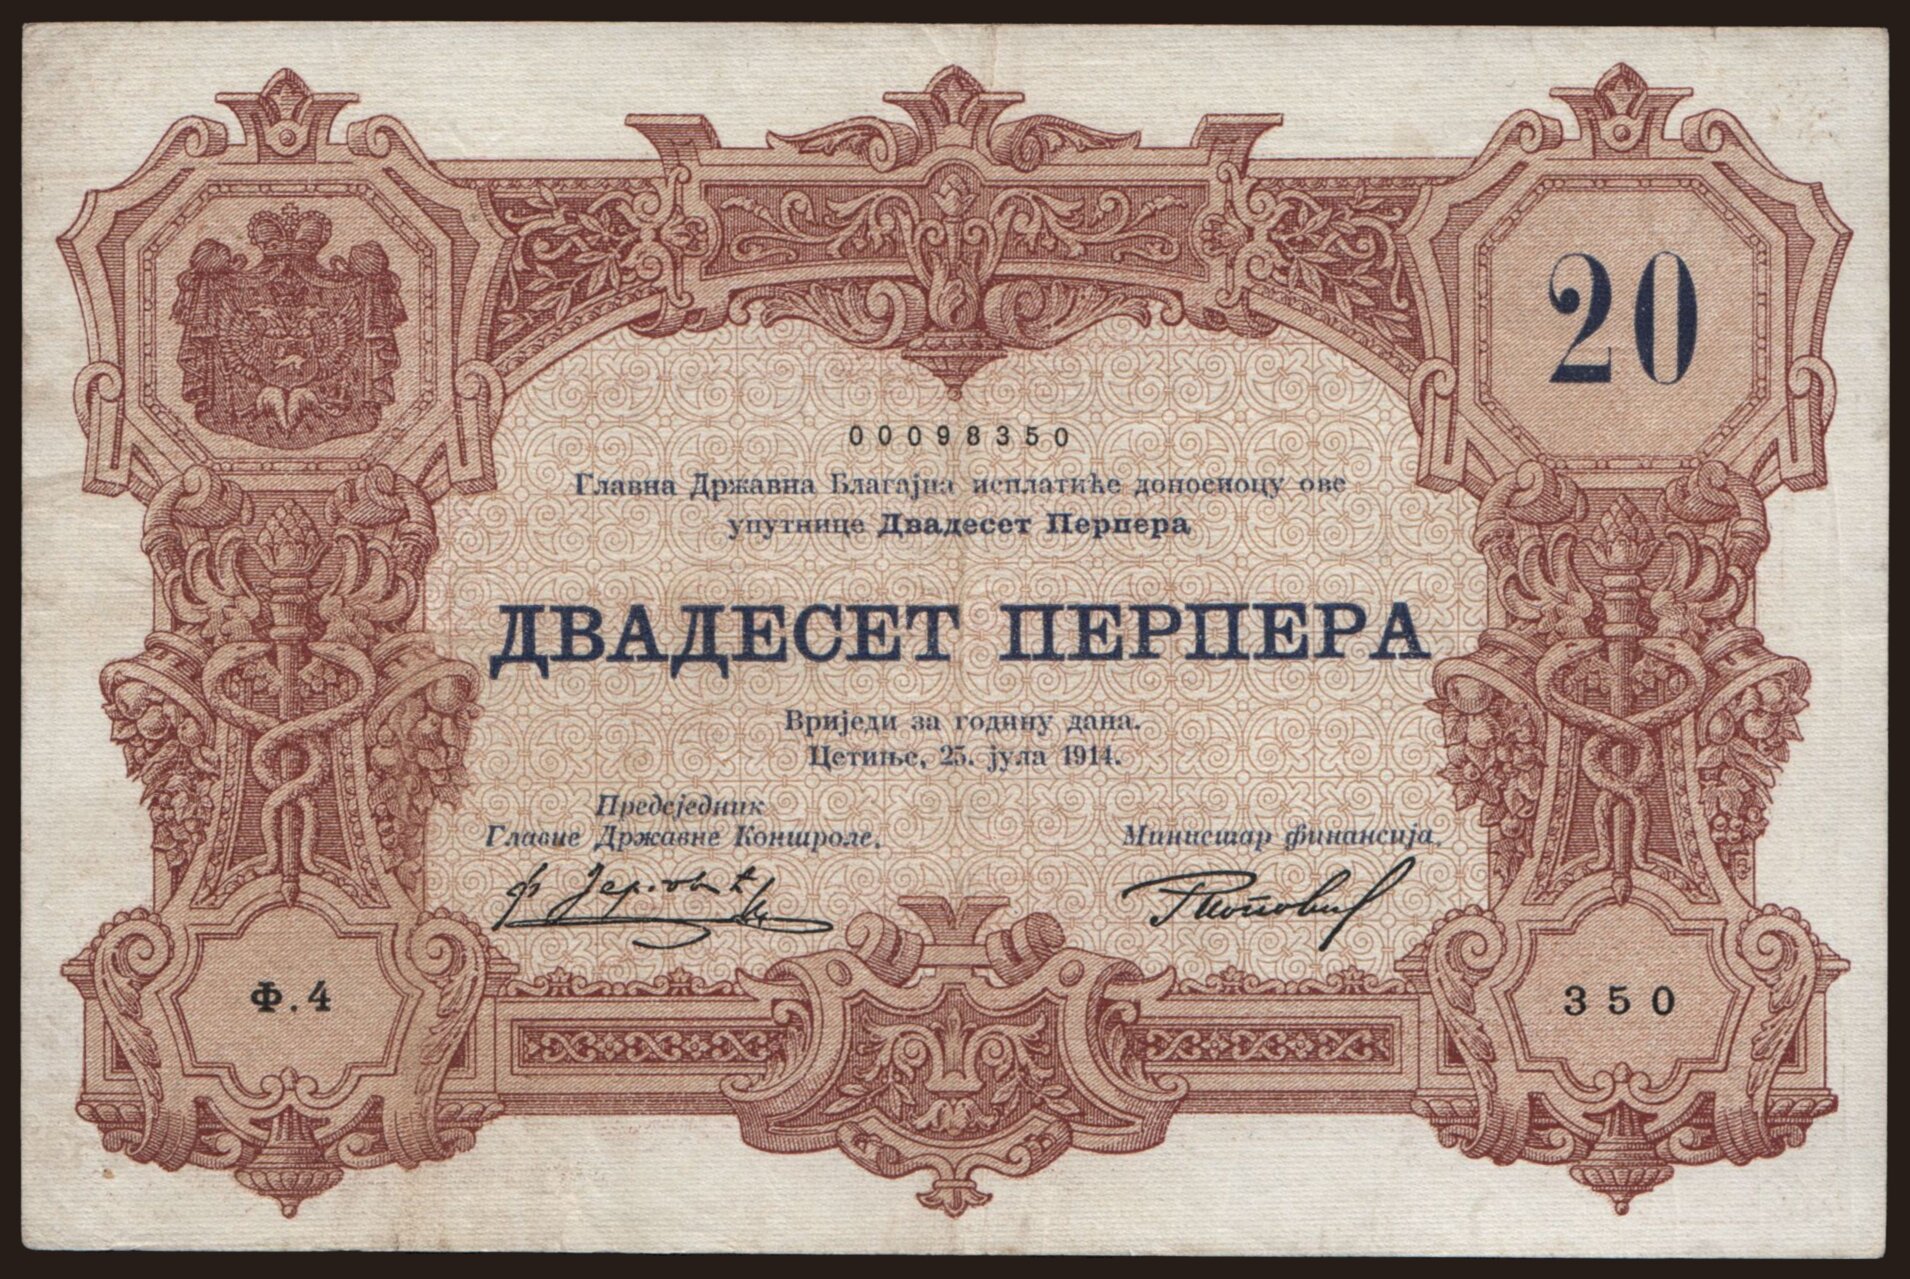 20
00098350
Главна Државна Благајна исплатиће доносиоцу ове
упутнице Двадесет Перпера
ДВАДЕСЕТ ПЕРПЕРА
Вриједи за годину дана.
Цетиње, 25. јула 1914.
Предсједник
Главне Државне Контроле.
Министар финансија.
Ф.4
350